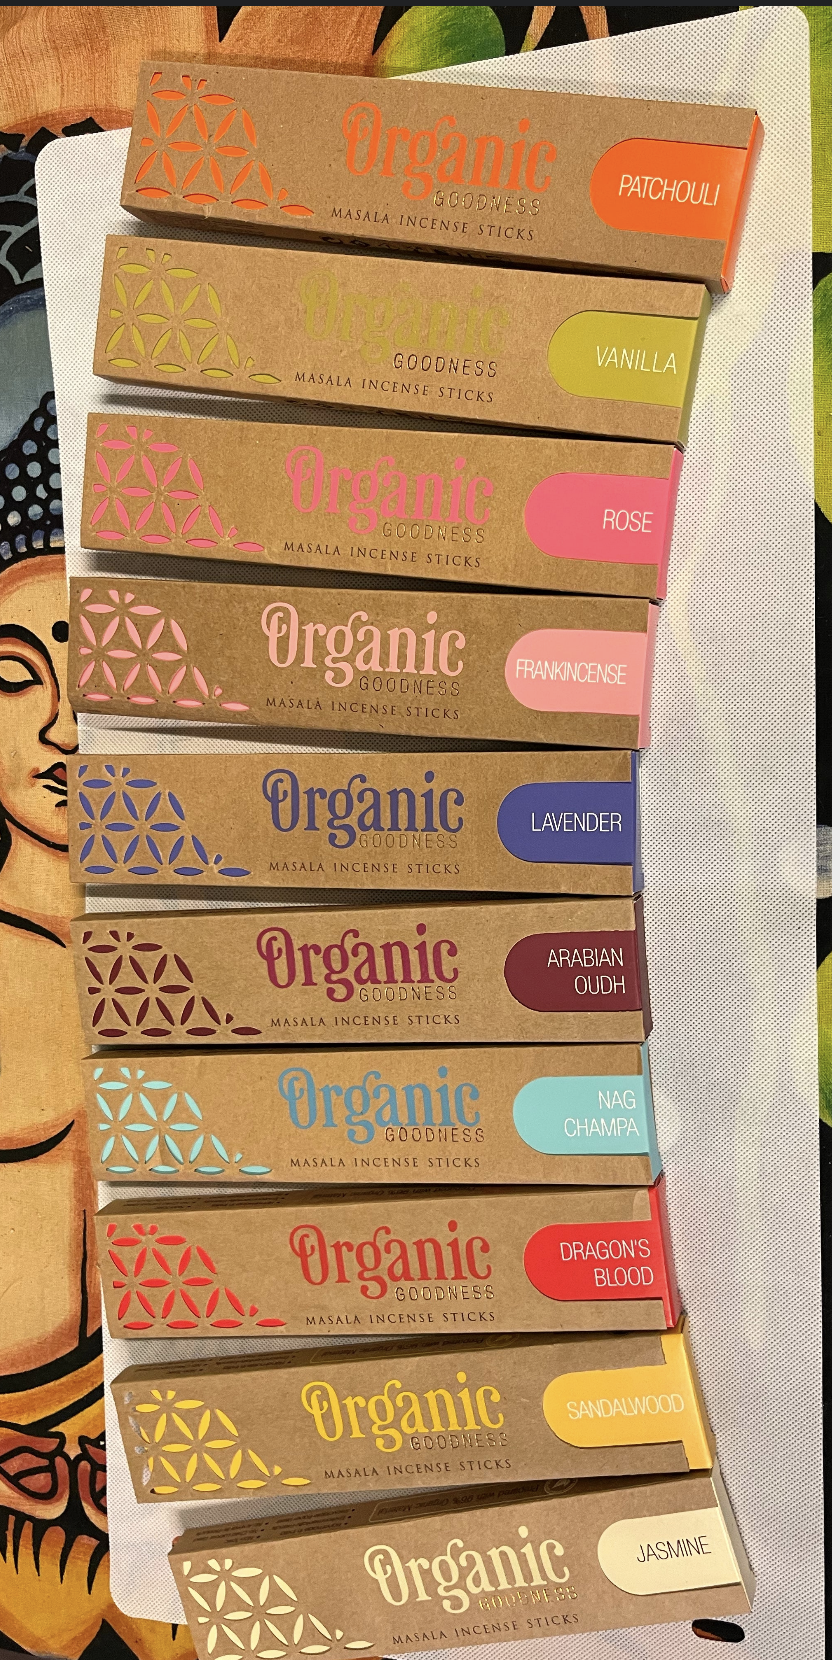 Organic
GOODNESS
MASALA INCENSE STICKS
PATCHOULI
Organic
GOODNESS
MASALA INCENSE STICKS
VANILLA
Organic
GOODNESS
MASALA INCENSE STICKS
ROSE
Organic
GOODNESS
MASALA INCENSE STICKS
FRANKINCENSE
Organic
GOODNESS
MASALA INCENSE STICKS
LAVENDER
Organic
GOODNESS
MASALA INCENSE STICKS
ARABIAN
OUDH
Organic
GOODNESS
MASALA INCENSE STICKS
NAG
CHAMPA
Organic
GOODNESS
MASALA INCENSE STICKS
DRAGON'S
BLOOD
Organic
GOODNESS
MASALA INCENSE STICKS
SANDALWOOD
Organic
GOODNESS
MASALA INCENSE STICKS
JASMINE